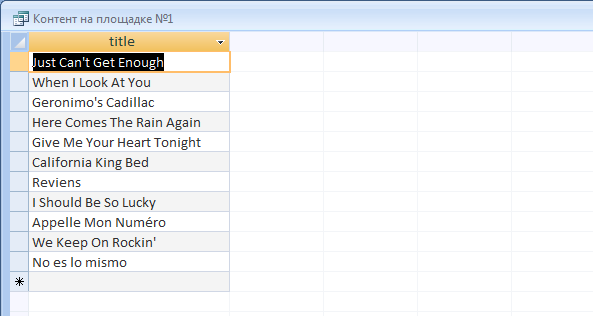 Контент на площадке №1
title
Just Can't Get Enough
When I Look At You
Geronimo's Cadillac
Here Comes The Rain Again
Give Me Your Heart Tonight
California King Bed
Reviens
I Should Be So Lucky
Appelle Mon Numéro
We Keep On Rockin'
No es lo mismo